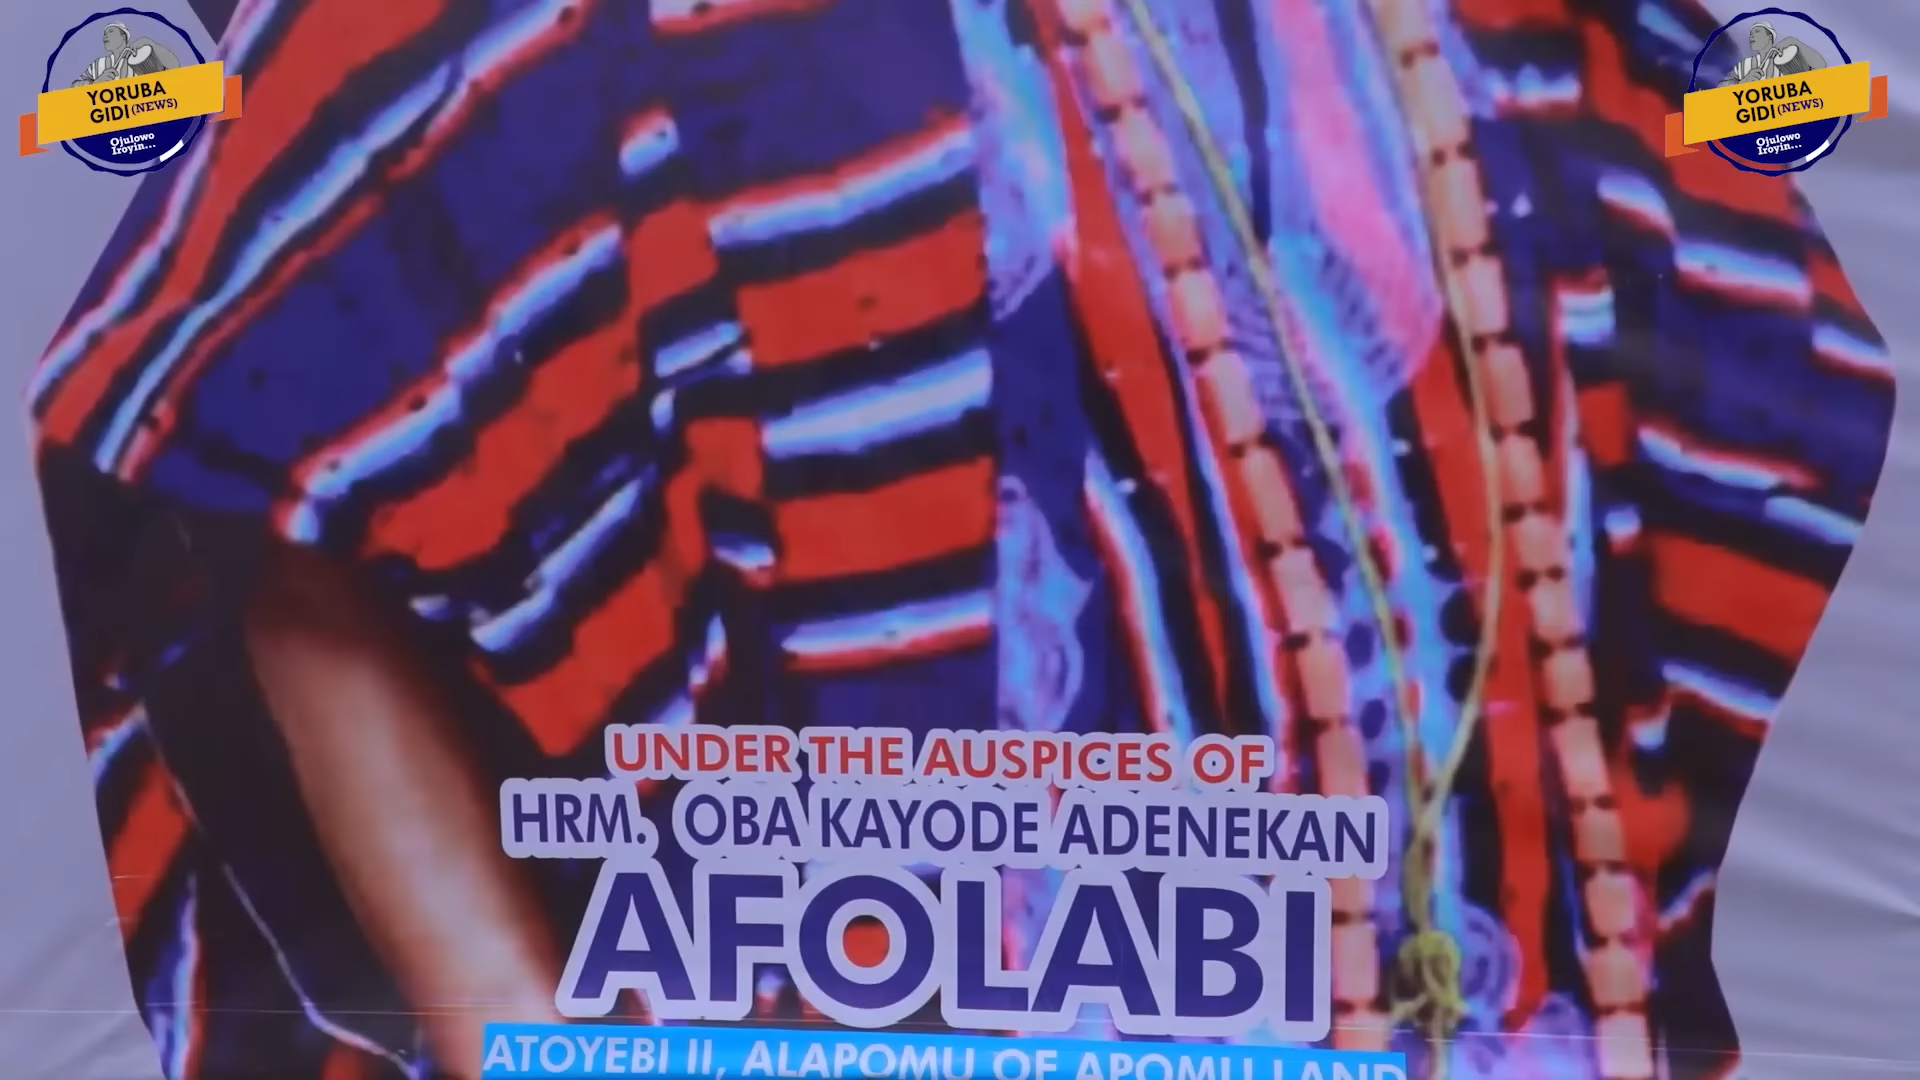 YORUBA
GIDI (NEWS)
Ojulowo
Iroyin...
YORUBA
GIDI (NEWS)
Ojulowo
Iroyin...
UNDER THE AUSPICES OF
HRM. OBA KAYODE ADENEKAN
AFOLABI
ATOYEBI II, ALAPOMU OF APOMU LAND